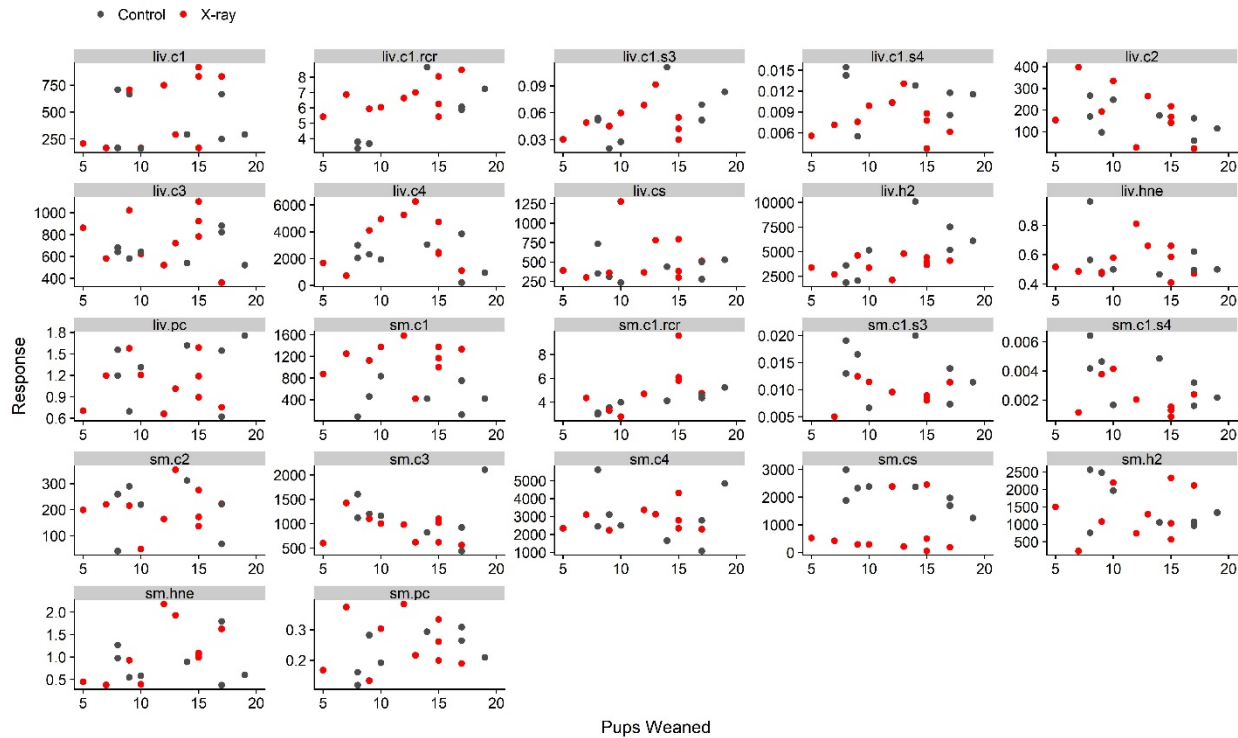 Control X-ray
liv.c1 liv.c1.rcr liv.c1.s3 liv.c1.s4 liv.c2
750 500 250
8 7 6 5 4
0.09 0.06 0.03
0.015 0.012 0.009 0.006
400 300 200 100
5 10 15 20 5 10 15 20 5 10 15 20 5 10 15 20 5 10 15 20
liv.c3 liv.c4 liv.cs liv.h2 liv.hne
1000 800 600 400
6000 4000 2000 0
1250 1000 750 500 250
10000 7500 5000 2500
0.8 0.6 0.4
5 10 15 20 5 10 15 20 5 10 15 20 5 10 15 20 5 10 15 20
liv.pc sm.c1 sm.c1.rcr sm.c1.s3 sm.c1.s4
1.8 1.5 1.2 0.9 0.6
1600 1200 800 400
8 6 4
0.020 0.015 0.010 0.005
0.006 0.004 0.002
5 10 15 20 5 10 15 20 5 10 15 20 5 10 15 20 5 10 15 20
sm.c2 sm.c3 sm.c4 sm.cs sm.h2
300 200 100
2000 1500 1000 500
5000 4000 3000 2000 1000
3000 2000 1000 0
2500 2000 1500 1000 500
5 10 15 20 5 10 15 20 5 10 15 20 5 10 15 20 5 10 15 20
sm.hne sm.pc
2.0 1.5 1.0 0.5
0.3 0.2
5 10 15 20 5 10 15 20
Response
Pups Weaned